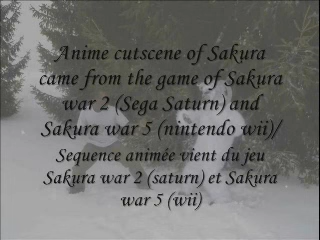 Anime cutscene of Sakura
came from the game of Sakura
war 2 (Sega Saturn) and
Sakura war 5 (nintendo wii)/
Sequence animée vient du jeu
Sakura war 2 (saturn) et Sakura
war 5 (wii)